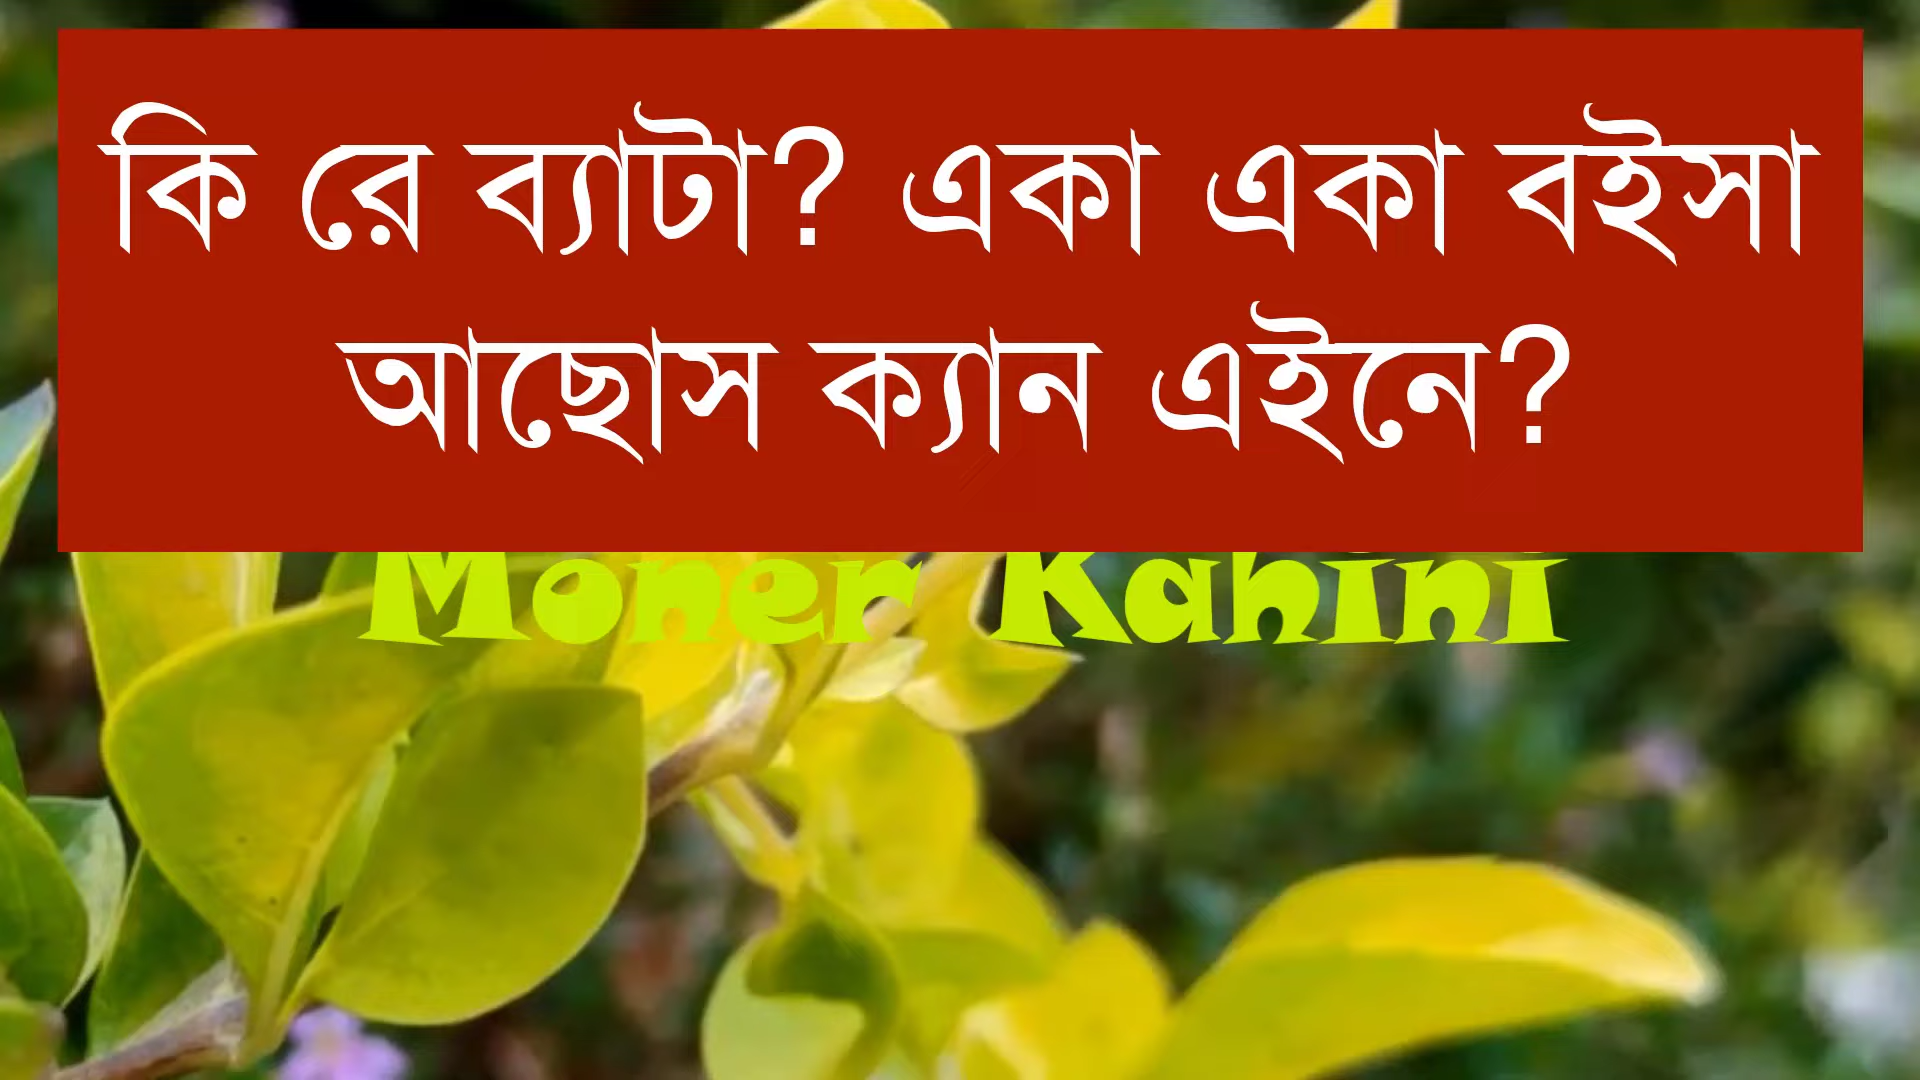 কি রে ব্যাটা? একা একা বইসা
আছোস ক্যান এইনে?
Moner Kahini